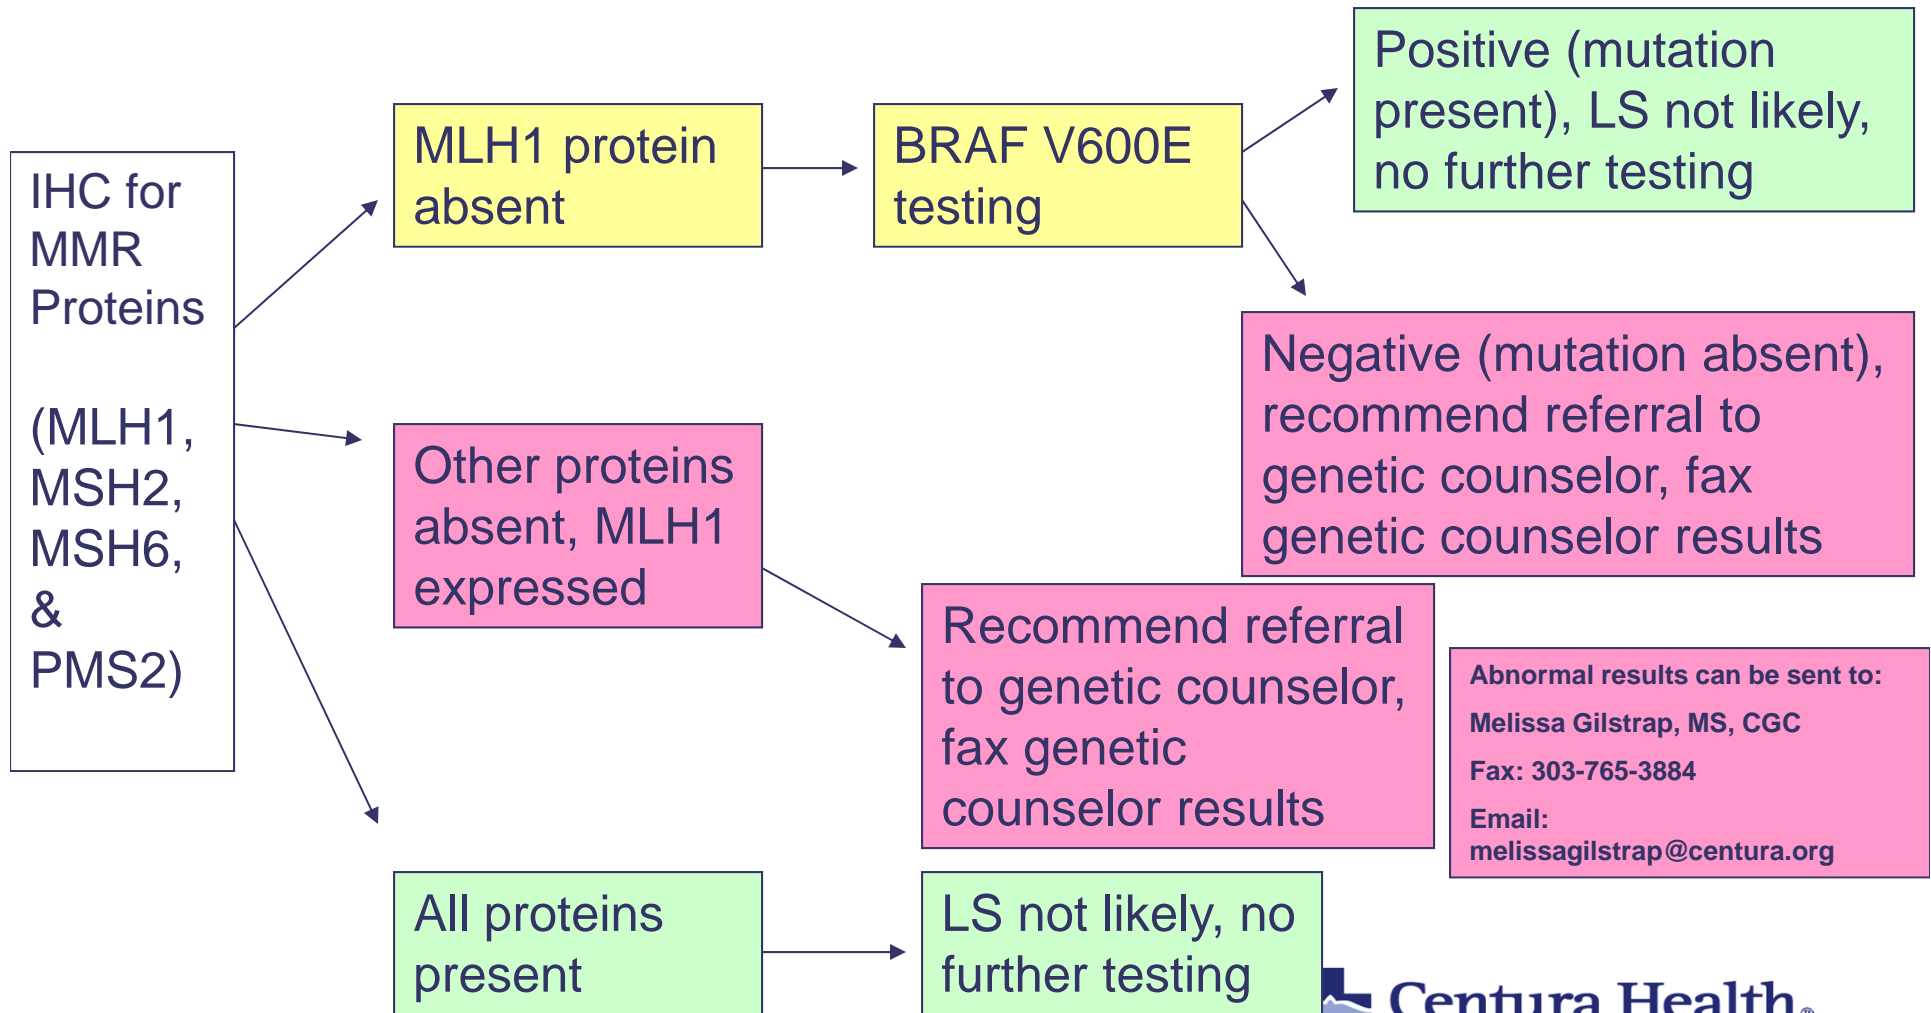 IHC for
MMR
Proteins
(MLH1,
MSH2,
MSH6,
&
PMS2)
MLH1 protein
absent
BRAF V600E
testing
Positive (mutation
present), LS not likely,
no further testing
Negative (mutation absent),
recommend referral to
genetic counselor, fax
genetic counselor results
Other proteins
absent, MLH1
expressed
Recommend referral
to genetic counselor,
fax genetic
counselor results
Abnormal results can be sent to:
Melissa Gilstrap, MS, CGC
Fax: 303-765-3884
Email:
melissagilstrap@centura.org
All proteins
present
LS not likely, no
further testing
Centura Health®